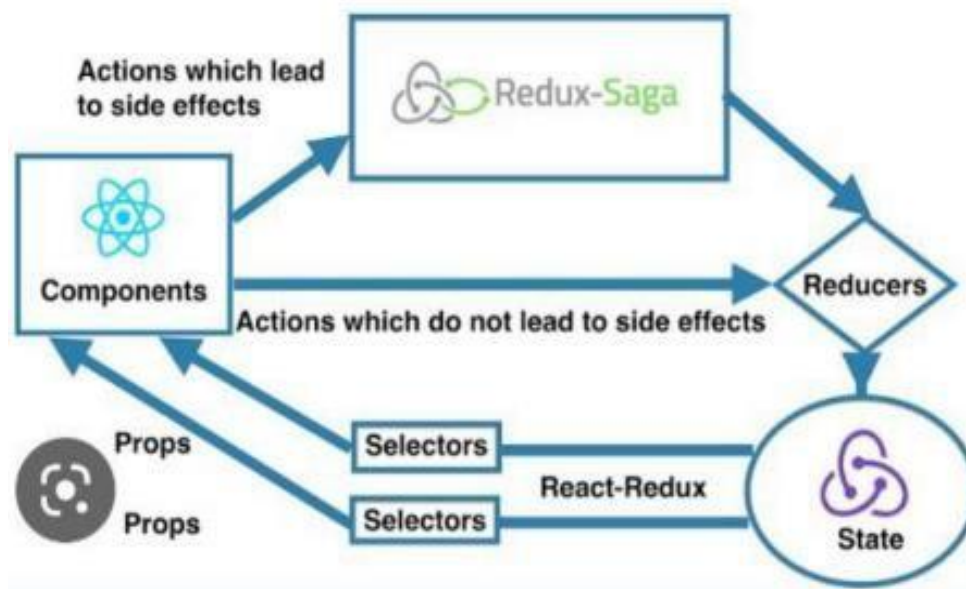 Actions which lead
to side effects
Redux-Saga
Components
Reducers
Actions which do not lead to side effects
Props
Selectors
React-Redux
Props
Selectors
State